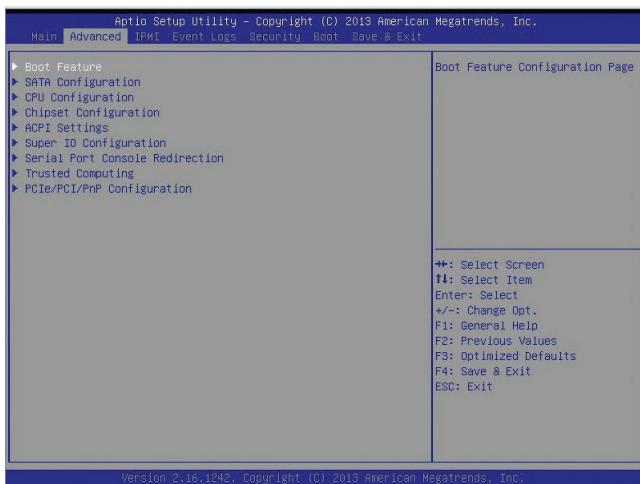 Aptio Setup Utility – Copyright (C) 2013 American Megatrends, Inc.
Main Advanced IPMI Event Logs Security Boot Save & Exit
Boot Feature
SATA Configuration
CPU Configuration
Chipset Configuration
ACPI Settings
Super IO Configuration
Serial Port Console Redirection
Trusted Computing
PCIe/PCI/PnP Configuration
Boot Feature Configuration Page
→←: Select Screen
↑↓: Select Item
Enter: Select
+/-: Change Opt.
F1: General Help
F2: Previous Values
F3: Optimized Defaults
F4: Save & Exit
ESC: Exit
Version 2.16.1242. Copyright (C) 2013 American Megatrends, Inc.